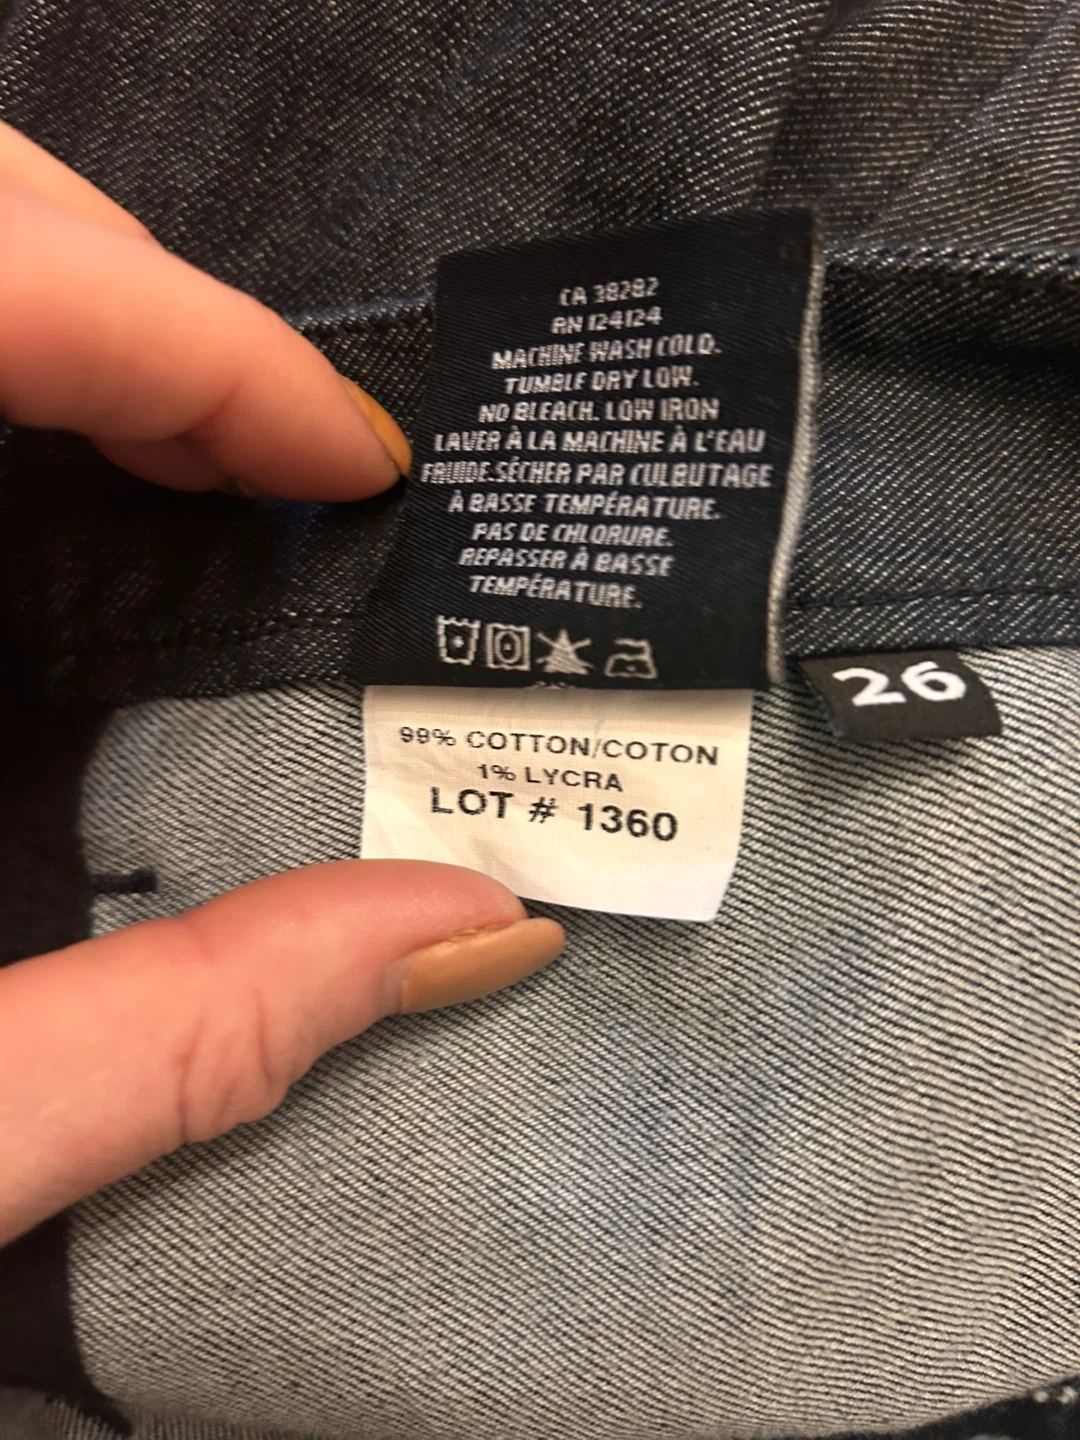 CA 38282
RN 124124
MACHINE WASH COLD.
TUMBLE DRY LOW.
NO BLEACH. LOW IRON
LAVER À LA MACHINE À L'EAU
FRUIDE.SÉCHER PAR CULBUTAGE
À BASSE TEMPÉRATURE.
PAS DE CHLORURE.
REPASSER À BASSE
TEMPÉRATURE.
26
99% COTTON/COTON
1% LYCRA
LOT # 1360